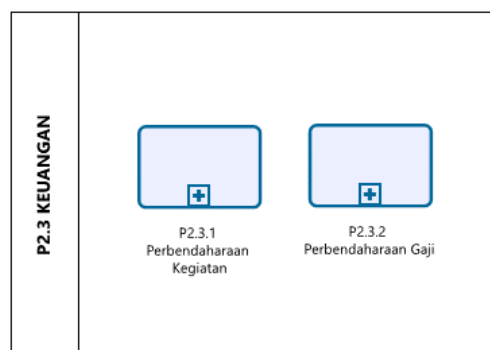 P2.3 KEUANGAN
P2.3.1
Perbendaharaan
Kegiatan
P2.3.2
Perbendaharaan Gaji